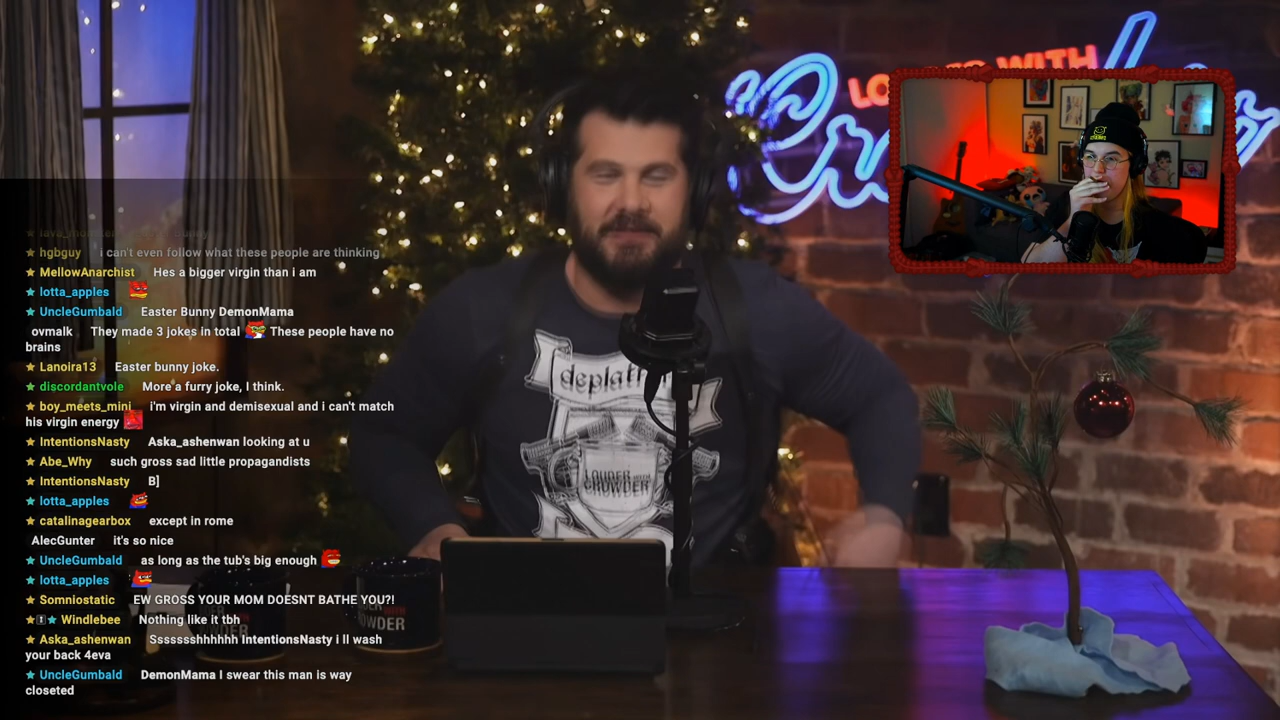 hgbguy i can't even follow what these people are thinking
MellowAnarchist Hes a bigger virgin than i am
lotta_apples
UncleGumbald Easter Bunny DemonMama
ovmalk They made 3 jokes in total These people have no
brains
Lanoira13 Easter bunny joke.
discordantvole More a furry joke, I think.
boy_meets_mini i'm virgin and demisexual and i can't match
his virgin energy
IntentionsNasty Aska_ashenwan looking at u
Abe_Why such gross sad little propagandists
IntentionsNasty B]
lotta_apples
catalinagearbox except in rome
AlecGunter it's so nice
UncleGumbald as long as the tub's big enough
lotta_apples
Somniostatic EW GROSS YOUR MOM DOESNT BATHE YOU?!
Windlebee Nothing like it tbh
Aska_ashenwan Sssssssshhhhh IntentionsNasty i ll wash
your back 4eva
UncleGumbald DemonMama I swear this man is way
closeted
WITH
LOUDER WITH
CROWDER